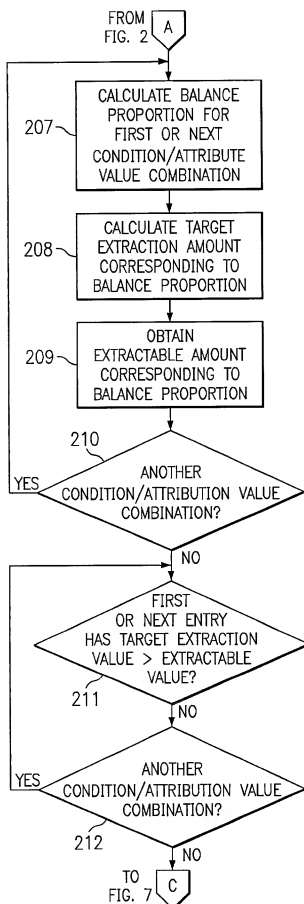 FROM
FIG. 2
A
207
CALCULATE BALANCE
PROPORTION FOR
FIRST OR NEXT
CONDITION/ATTRIBUTE
VALUE COMBINATION
208
CALCULATE TARGET
EXTRACTION AMOUNT
CORRESPONDING TO
BALANCE PROPORTION
209
OBTAIN
EXTRACTABLE AMOUNT
CORRESPONDING TO
BALANCE PROPORTION
210
YES
ANOTHER
CONDITION/ATTRIBUTION VALUE
COMBINATION?
NO
FIRST
OR NEXT ENTRY
HAS TARGET EXTRACTION
VALUE > EXTRACTABLE
VALUE?
211
NO
YES
ANOTHER
CONDITION/ATTRIBUTION VALUE
COMBINATION?
212
NO
TO
FIG. 7
C